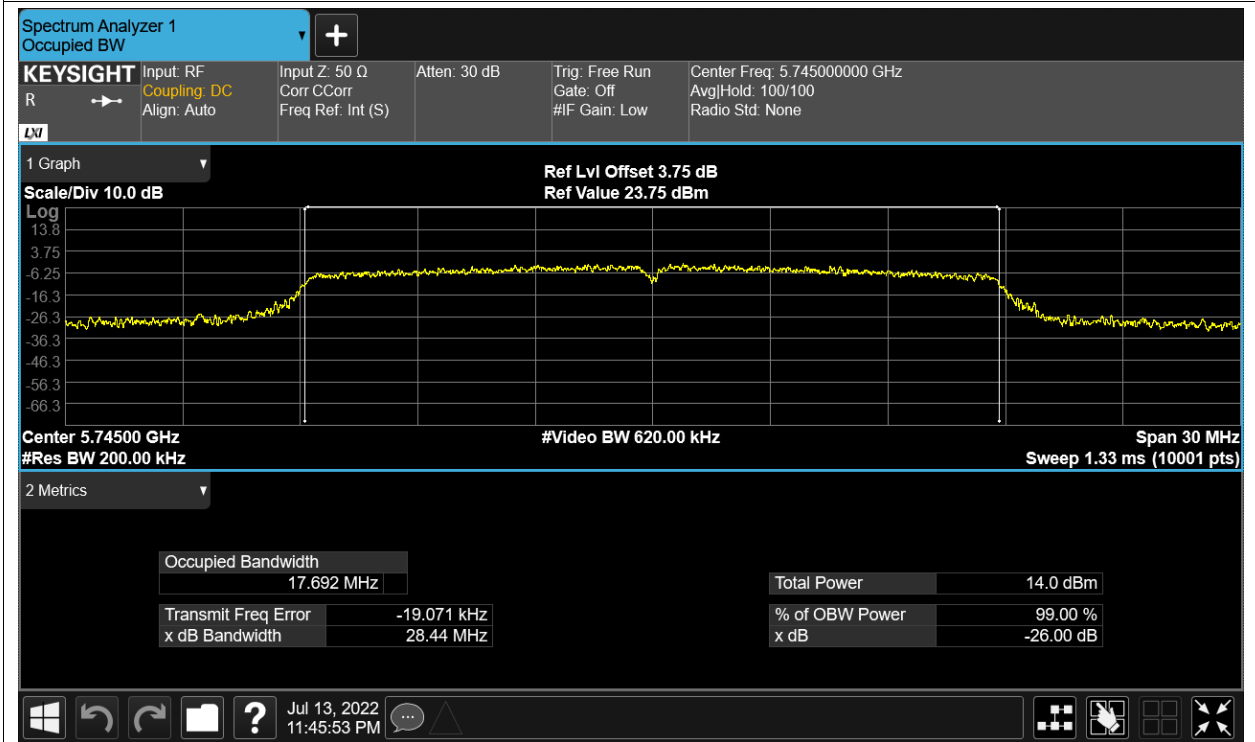 Spectrum Analyzer 1
Occupied BW
KEYSIGHT
R
LXI
Input: RF
Coupling: DC
Align: Auto
Input Z: 50 Ω
Corr CCorr
Freq Ref: Int (S)
Atten: 30 dB
Trig: Free Run
Gate: Off
#IF Gain: Low
Center Freq: 5.745000000 GHz
Avg|Hold: 100/100
Radio Std: None
1 Graph
Scale/Div 10.0 dB
Ref Lvl Offset 3.75 dB
Ref Value 23.75 dBm
Log
13.8
3.75
-6.25
-16.3
-26.3
-36.3
-46.3
-56.3
-66.3
Center 5.74500 GHz
#Res BW 200.00 kHz
#Video BW 620.00 kHz
Span 30 MHz
Sweep 1.33 ms (10001 pts)
2 Metrics
Occupied Bandwidth
17.692 MHz
Transmit Freq Error -19.071 kHz
x dB Bandwidth 28.44 MHz
Total Power 14.0 dBm
% of OBW Power 99.00 %
x dB -26.00 dB
?
Jul 13, 2022
11:45:53 PM